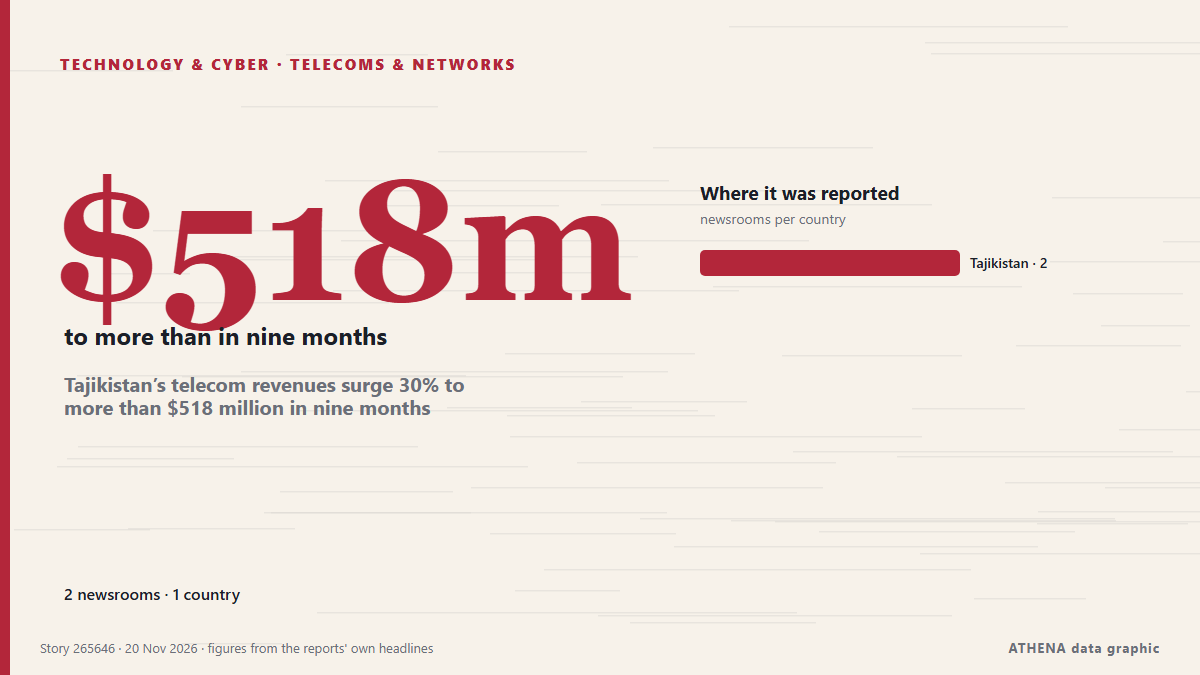 TECHNOLOGY & CYBER · TELECOMS & NETWORKS
$518m
to more than in nine months
Tajikistan’s telecom revenues surge 30% to
more than $518 million in nine months
Where it was reported
newsrooms per country
Tajikistan · 2
2 newsrooms · 1 country
Story 265646 · 20 Nov 2026 · figures from the reports' own headlines
ATHENA data graphic